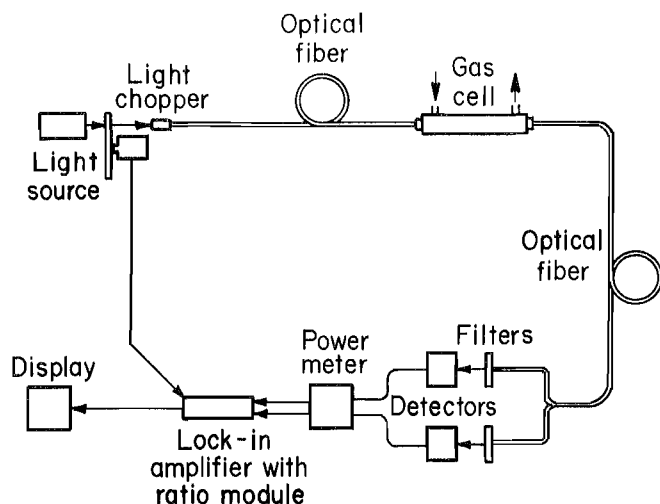 Optical
fiber
Light
chopper
Gas
cell
Light
source
Optical
fiber
Power
meter
Filters
Display
Detectors
Lock-in
amplifier with
ratio module